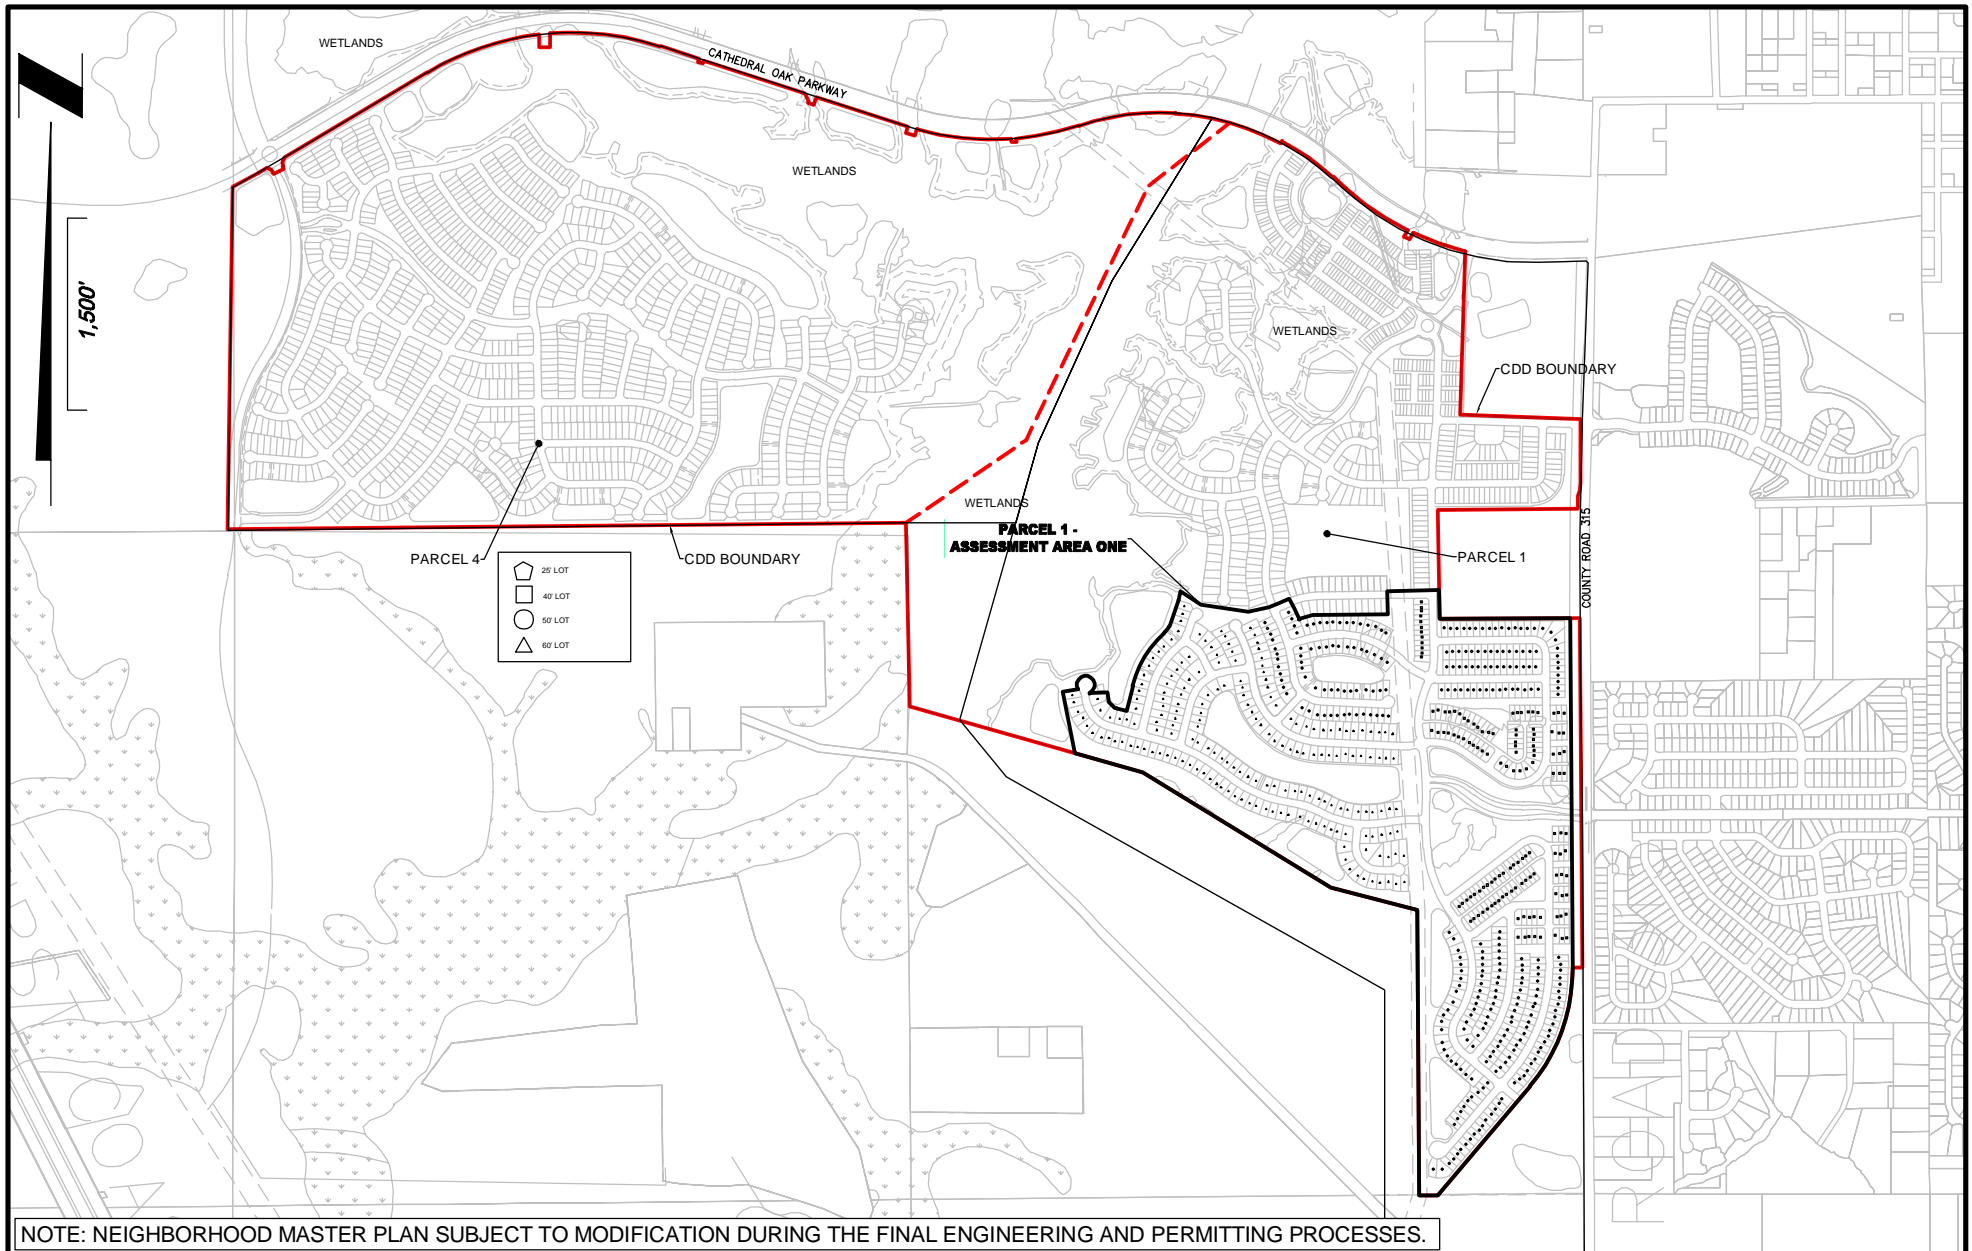 WETLANDS
CATHEDRAL OAK PARKWAY
WETLANDS
1,500'
WETLANDS
CDD BOUNDARY
WETLANDS
PARCEL 1 -
ASSESSMENT AREA ONE
COUNTY ROAD 315
PARCEL 4
CDD BOUNDARY
PARCEL 1
25' LOT
40' LOT
50' LOT
60' LOT
ROAD
NOTE: NEIGHBORHOOD MASTER PLAN SUBJECT TO MODIFICATION DURING THE FINAL ENGINEERING AND PERMITTING PROCESSES.